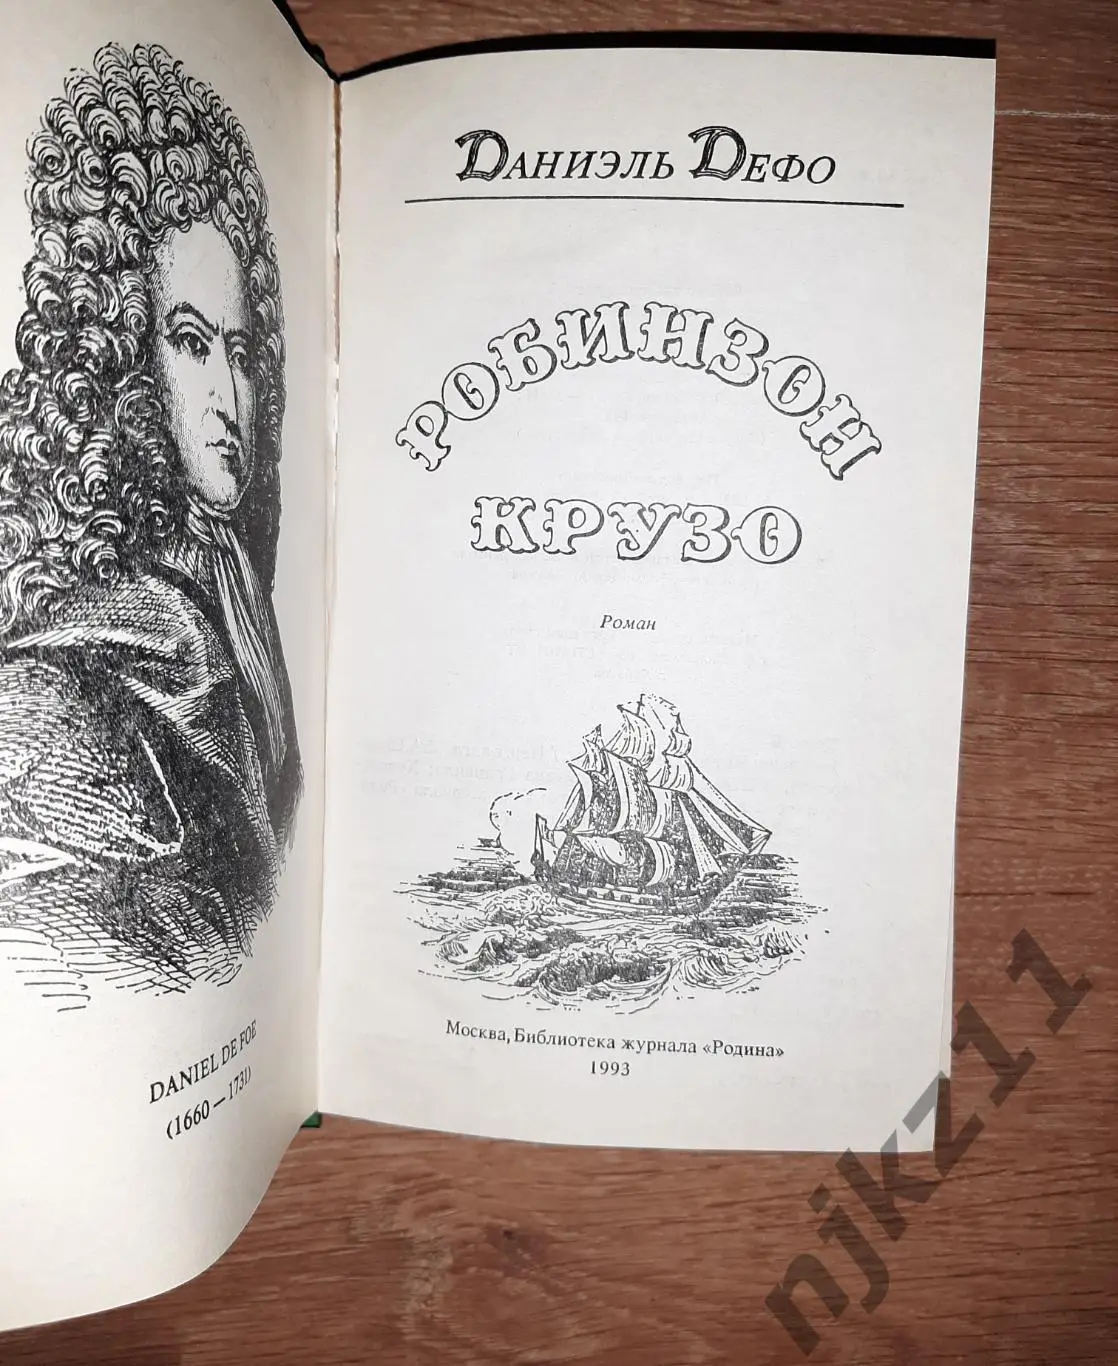 DANIEL DE FOE
(1660 — 1731)
ДАНИЭЛЬ ДЕФО
РОБИНЗОН
КРУЗО
Роман
Москва, Библиотека журнала «Родина»
1993
njkz11